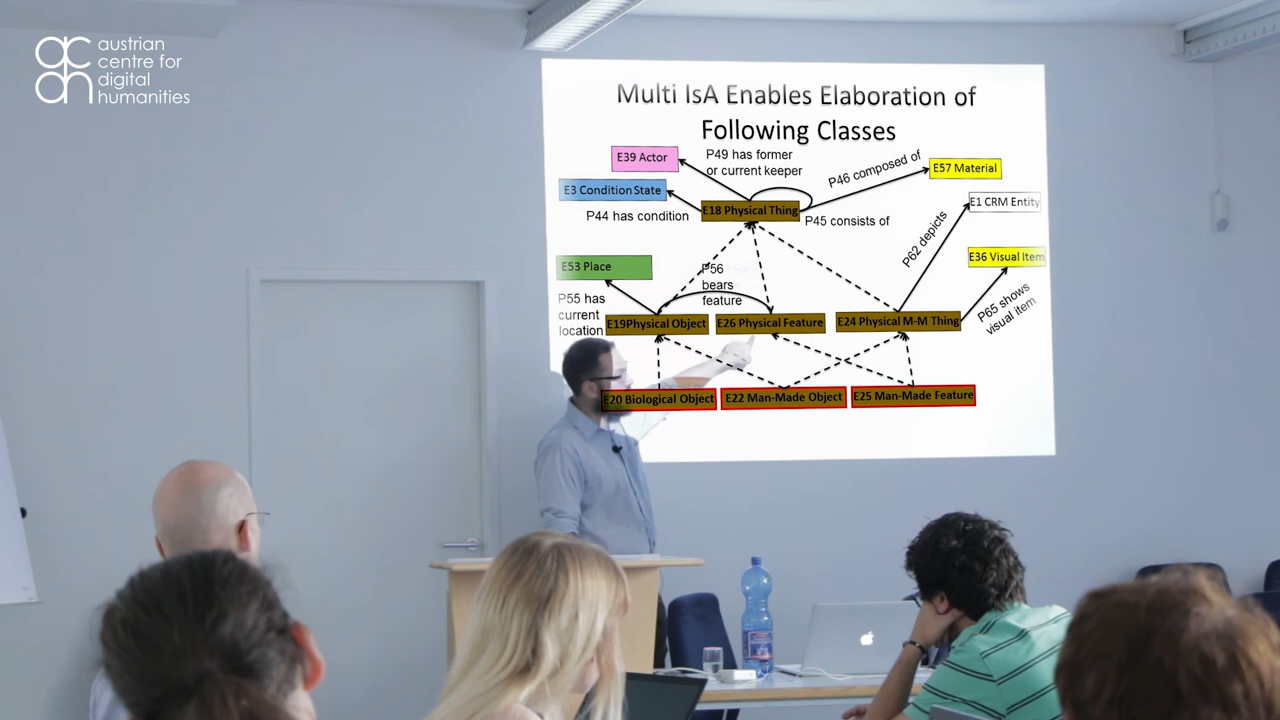 austrian
centre for
digital
humanities
Multi IsA Enables Elaboration of
Following Classes
E39 Actor
P49 has former
or current keeper
P46 composed of
E57 Material
E3 Condition State
E1 CRM Entity
P44 has condition
E18 Physical Thing
P45 consists of
P62 depicts
E36 Visual Item
E53 Place
P56
bears
feature
P55 has
current
location
P65 shows
visual item
E19Physical Object
E26 Physical Feature
E24 Physical M-M Thing
E20 Biological Object
E22 Man-Made Object
E25 Man-Made Feature